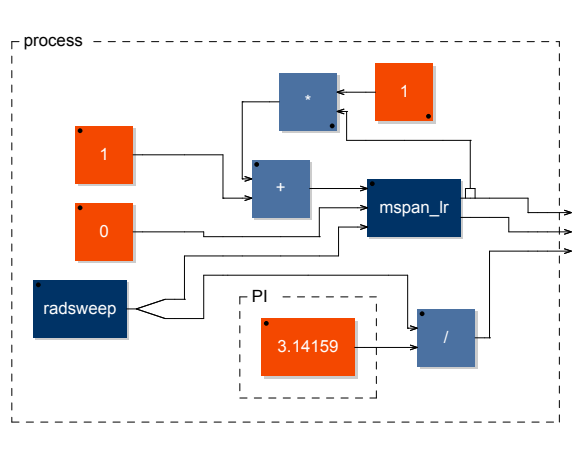 process
*
1
1
+
mspan_lr
0
radsweep
PI
3.14159
/